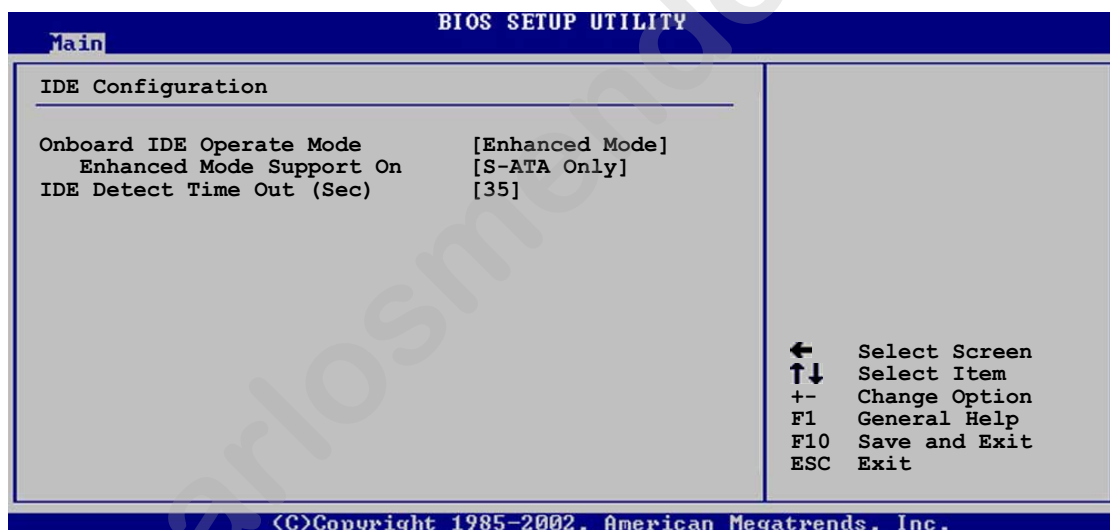 BIOS SETUP UTILITY
Main
IDE Configuration
Onboard IDE Operate Mode [Enhanced Mode]
Enhanced Mode Support On [S-ATA Only]
IDE Detect Time Out (Sec) [35]
← Select Screen
↑↓ Select Item
+- Change Option
F1 General Help
F10 Save and Exit
ESC Exit
(C)Copyright 1985-2002, American Megatrends, Inc.
arlosmendo